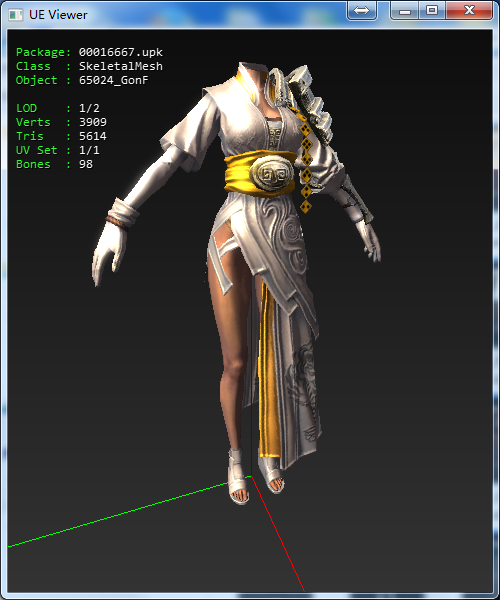 UE Viewer
Package: 00016667.upk
Class : SkeletalMesh
Object : 65024_GonF
LOD : 1/2
Verts : 3909
Tris : 5614
UV Set : 1/1
Bones : 98